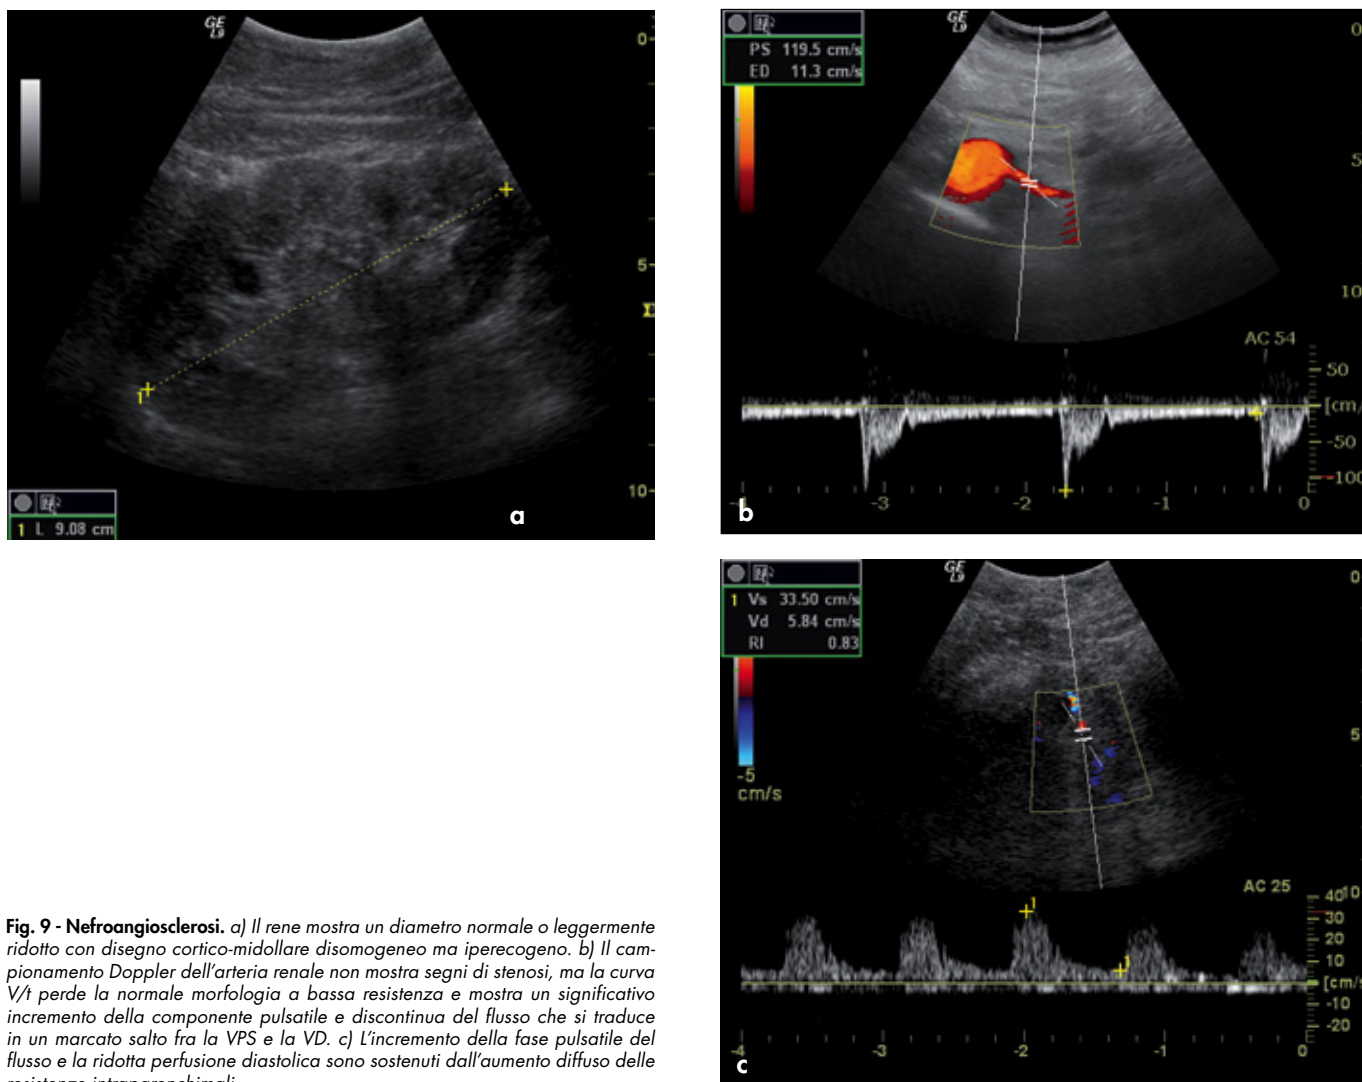 GE
L9
0
5
10
1 L 9.08 cm
a
GE
L9
PS 119.5 cm/s
ED 11.3 cm/s
0
5
10
AC 54
50
[cm/
-50
-100
-3 -2 -1 0
b
GE
L9
1 Vs 33.50 cm/s
Vd 5.84 cm/s
RI 0.83
0
5
10
-5
cm/s
AC 25
1
1
40
30
20
10
[cm/s
-10
-20
-4 -3 -2 -1 0
c
Fig. 9 - Nefroangiosclerosi. a) Il rene mostra un diametro normale o leggermente
ridotto con disegno cortico-midollare disomogeneo ma iperecogeno. b) Il cam-
pionamento Doppler dell'arteria renale non mostra segni di stenosi, ma la curva
V/t perde la normale morfologia a bassa resistenza e mostra un significativo
incremento della componente pulsatile e discontinua del flusso che si traduce
in un marcato salto fra la VPS e la VD. c) L'incremento della fase pulsatile del
flusso e la ridotta perfusione diastolica sono sostenuti dall'aumento diffuso delle
resistenze intraparenchimali